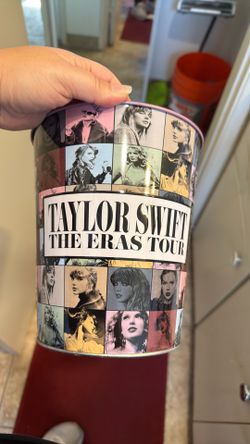 TAYLOR SWIFT
THE ERAS TOUR